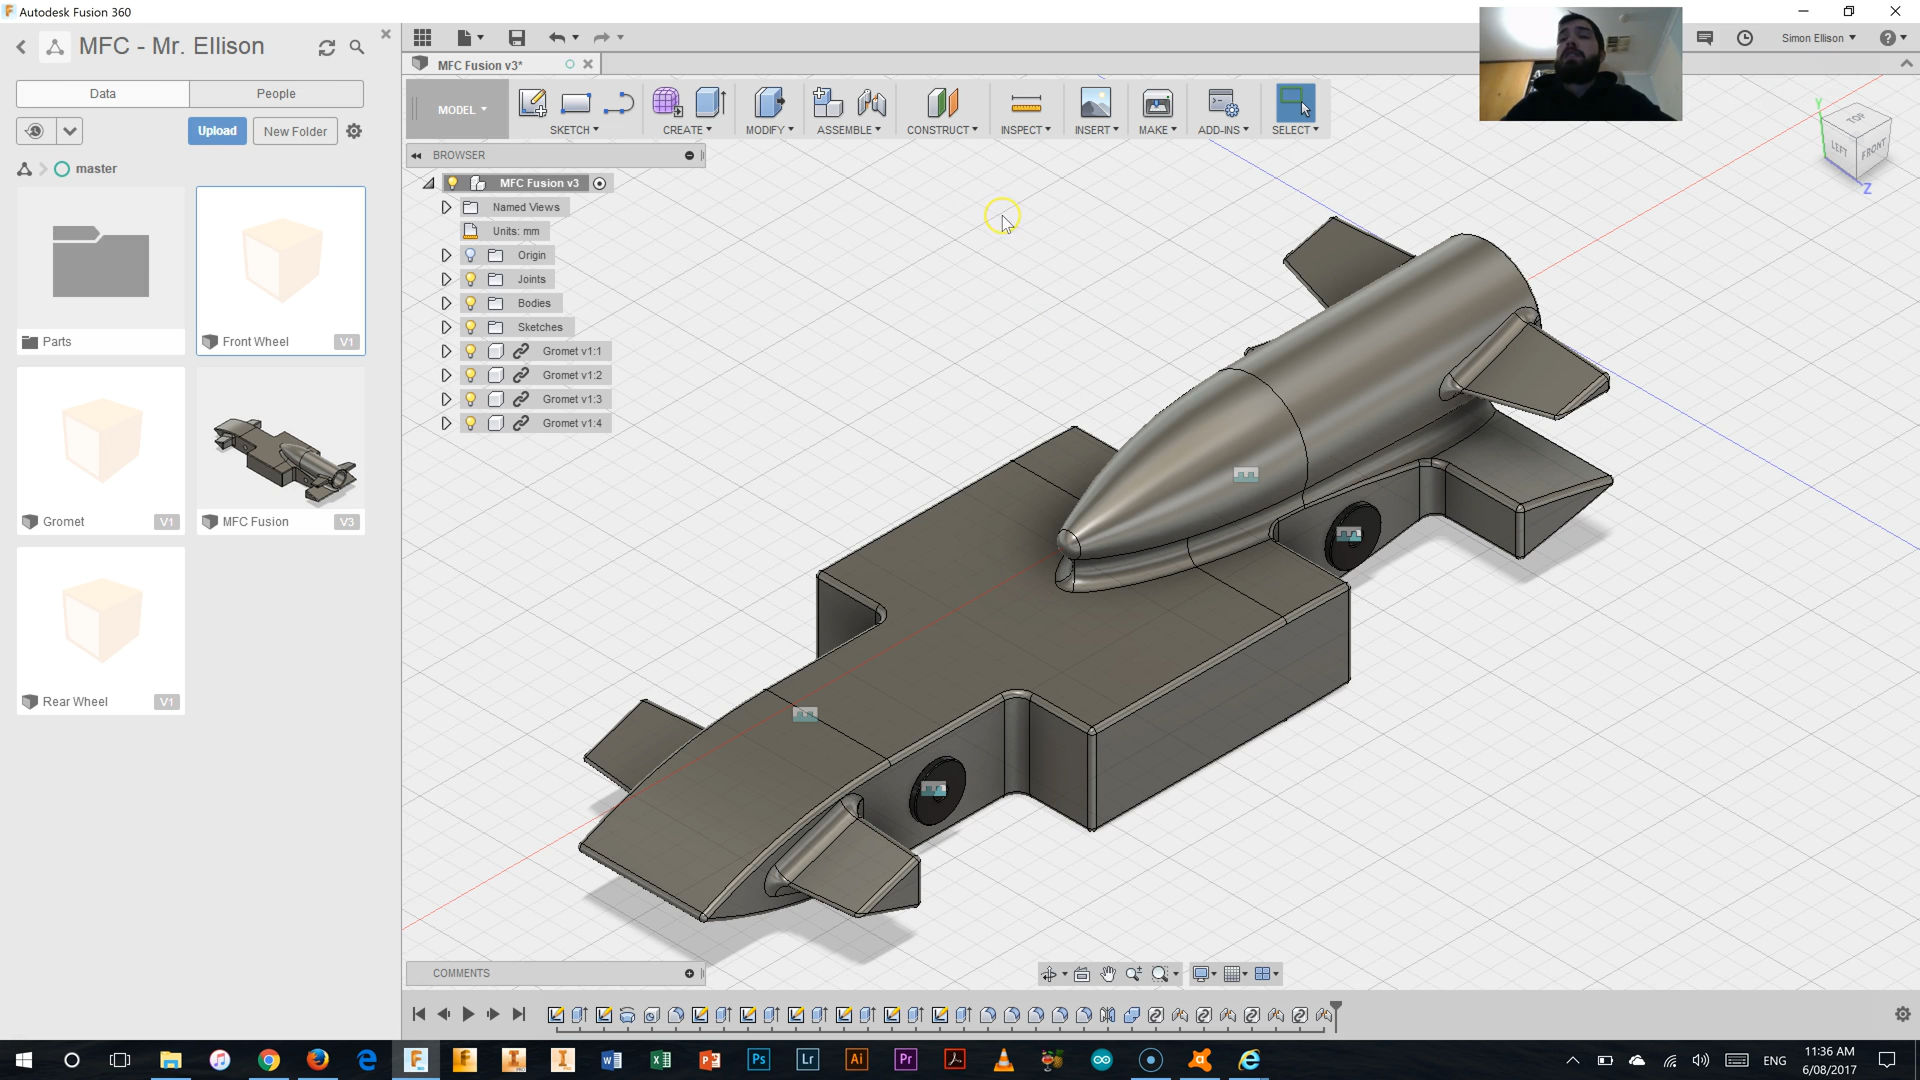 Autodesk Fusion 360
MFC - Mr. Ellison
Data
People
Upload
New Folder
master
Parts
Front Wheel
V1
Gromet
V1
MFC Fusion
V3
Rear Wheel
V1
Simon Ellison
MFC Fusion v3*
MODEL
SKETCH
CREATE
MODIFY
ASSEMBLE
CONSTRUCT
INSPECT
INSERT
MAKE
ADD-INS
SELECT
BROWSER
MFC Fusion v3
Named Views
Units: mm
Origin
Joints
Bodies
Sketches
Gromet v1:1
Gromet v1:2
Gromet v1:3
Gromet v1:4
Y
TOP
LEFT
FRONT
Z
COMMENTS
Ps
Lr
Ai
Pr
ENG
11:36 AM
6/08/2017